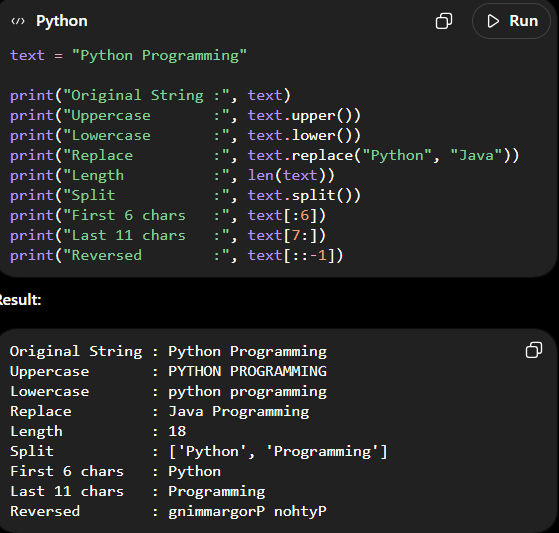 Python
Run
text = "Python Programming"
print("Original String :", text)
print("Uppercase       :", text.upper())
print("Lowercase       :", text.lower())
print("Replace         :", text.replace("Python", "Java"))
print("Length          :", len(text))
print("Split           :", text.split())
print("First 6 chars   :", text[:6])
print("Last 11 chars   :", text[7:])
print("Reversed        :", text[::-1])
Result:
Original String : Python Programming
Uppercase       : PYTHON PROGRAMMING
Lowercase       : python programming
Replace         : Java Programming
Length          : 18
Split           : ['Python', 'Programming']
First 6 chars   : Python
Last 11 chars   : Programming
Reversed        : gnimmargorP nohtyP